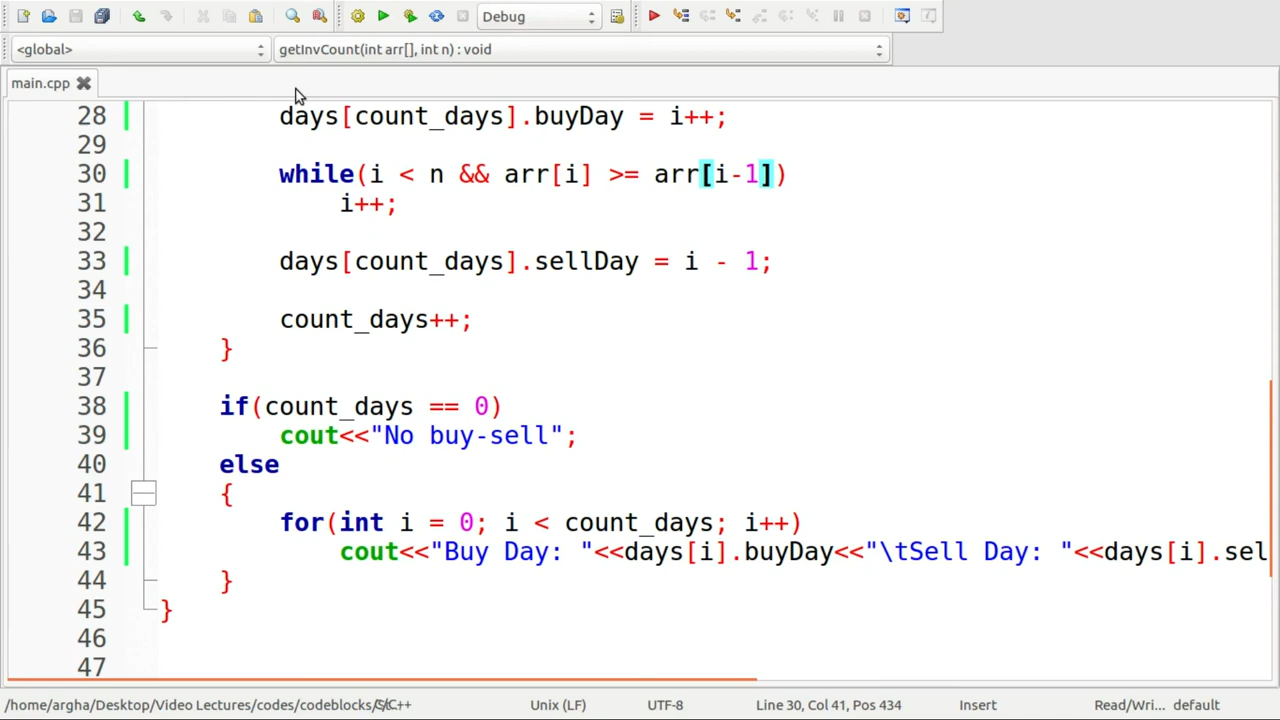 Debug
<global>
getInvCount(int arr[], int n) : void
main.cpp
28 days[count_days].buyDay = i++;
29
30 while(i < n && arr[i] >= arr[i-1])
31 i++;
32
33 days[count_days].sellDay = i - 1;
34
35 count_days++;
36 }
37
38 if(count_days == 0)
39 cout<<"No buy-sell";
40 else
41 {
42 for(int i = 0; i < count_days; i++)
43 cout<<"Buy Day: "<<days[i].buyDay<<"\tSell Day: "<<days[i].sel
44 }
45 }
46
47
/home/argha/Desktop/Video Lectures/codes/codeblocks/ C/C++ Unix (LF) UTF-8 Line 30, Col 41, Pos 434 Insert Read/Wri... default